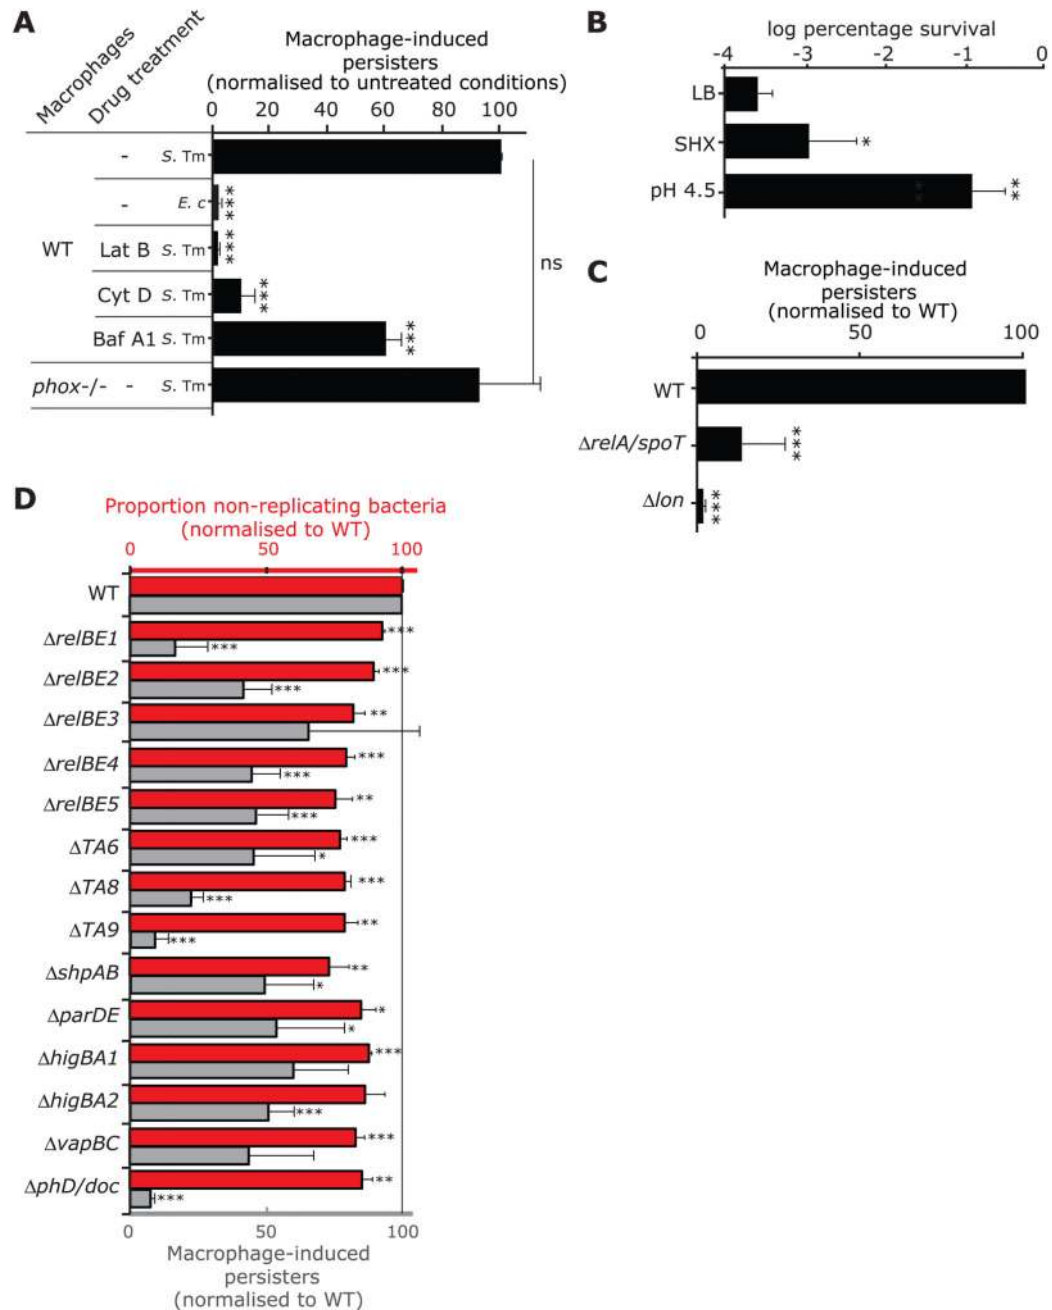 A
Macrophages
Drug treatment
Macrophage-induced
persisters
(normalised to untreated conditions)
0 20 40 60 80 100
- S. Tm
- E. c ***
WT Lat B S. Tm ***
Cyt D S. Tm ***
Baf A1 S. Tm ***
phox-/- - S. Tm
ns
B
log percentage survival
-4 -3 -2 -1 0
LB
SHX *
pH 4.5 **
C
Macrophage-induced
persisters
(normalised to WT)
0 50 100
WT
ΔrelA/spoT ***
Δlon ***
D
Proportion non-replicating bacteria
(normalised to WT)
0 50 100
WT
ΔrelBE1 ***
***
ΔrelBE2 ***
***
ΔrelBE3 **
ΔrelBE4 ***
***
ΔrelBE5 **
***
ΔTA6 ***
*
ΔTA8 ***
***
ΔTA9 **
***
ΔshpAB **
*
ΔparDE *
*
ΔhigBA1 ***
ΔhigBA2
***
ΔvapBC ***
ΔphD/doc **
***
0 50 100
Macrophage-induced
persisters
(normalised to WT)